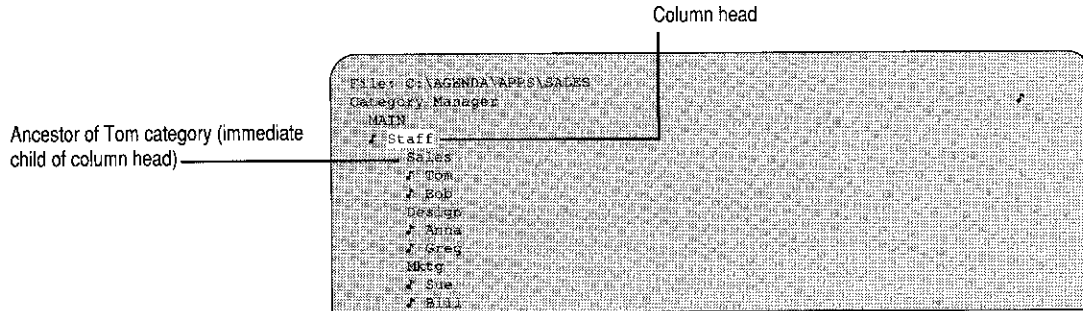 Column head
File: C:\AGENDA\APPS\SALES
Category Manager
♪
MAIN
♪ Staff
Ancestor of Tom category (immediate
child of column head)
Sales
♪ Tom
♪ Bob
Design
♪ Anna
♪ Greg
Mktg
♪ Sue
♪ Bill